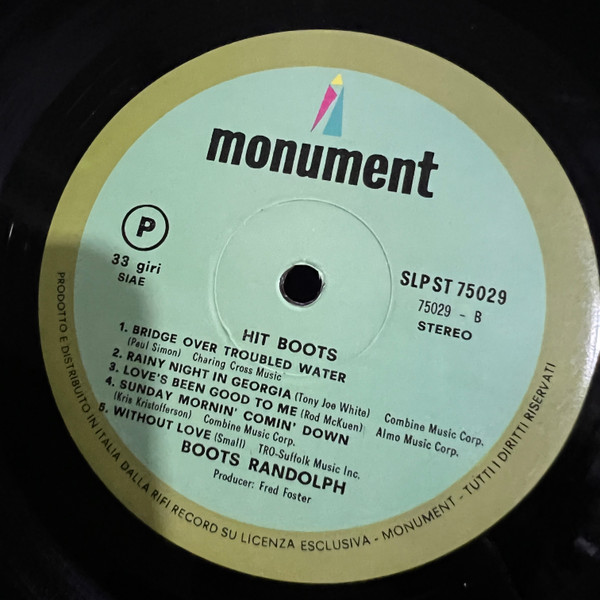 monument
P
33 giri
SIAE
SLP ST 75029
75029 - B
STEREO
HIT BOOTS
1. BRIDGE OVER TROUBLED WATER
(Paul Simon) Charing Cross Music
2. RAINY NIGHT IN GEORGIA (Tony Joe White) Combine Music Corp.
3. LOVE'S BEEN GOOD TO ME (Rod McKuen) Almo Music Corp.
4. SUNDAY MORNIN' COMIN' DOWN
(Kris Kristofferson) Combine Music Corp.
5. WITHOUT LOVE (Small) TRO-Suffolk Music Inc.
BOOTS RANDOLPH
Producer: Fred Foster
PRODOTTO E DISTRIBUITO IN ITALIA DALLA RIFI RECORD SU LICENZA ESCLUSIVA - MONUMENT - TUTTI I DIRITTI RISERVATI